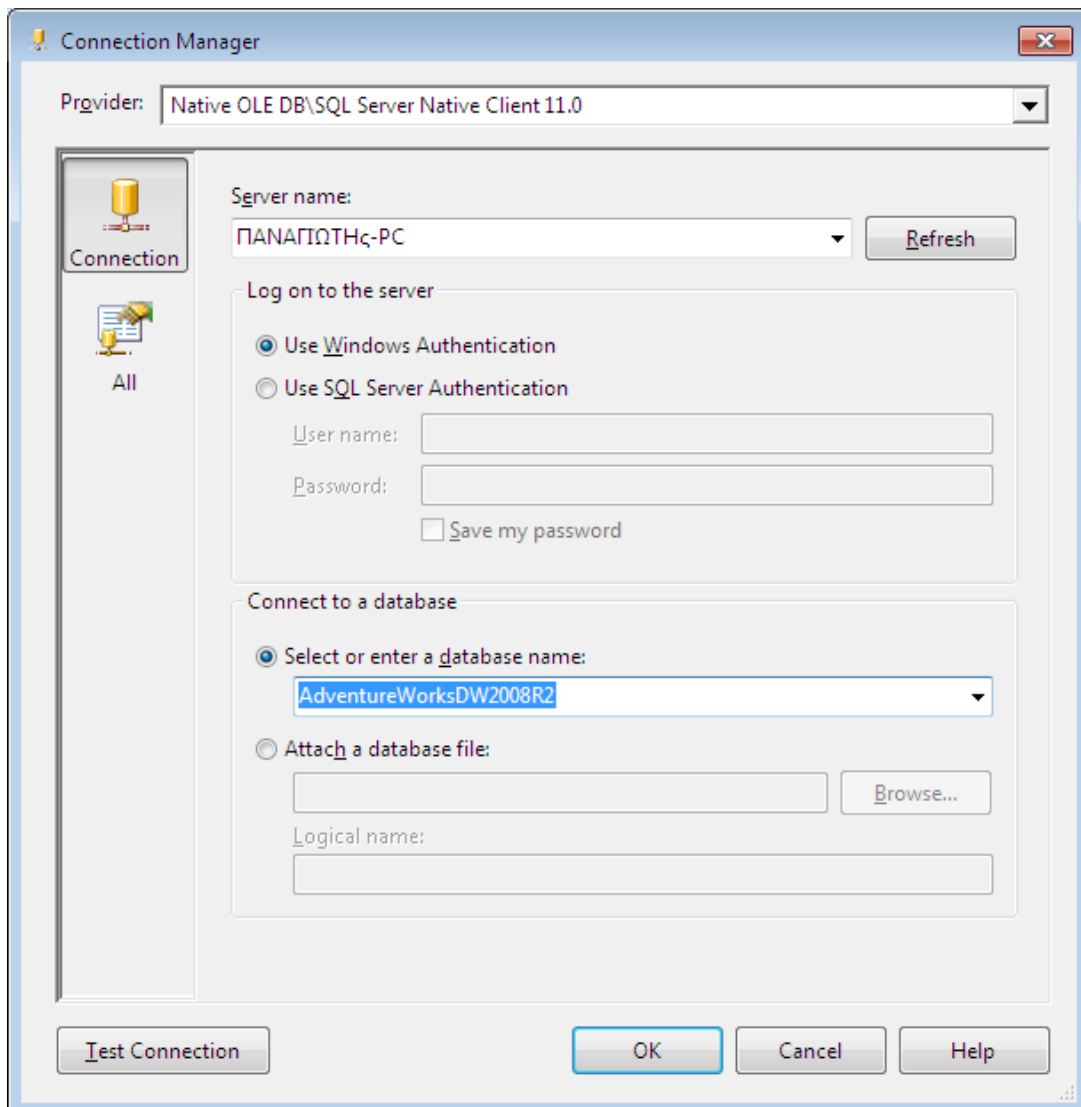 Connection Manager
Provider: Native OLE DB\SQL Server Native Client 11.0
Connection
All
Server name:
ΠΑΝΑΓΙΩΤΗς-PC Refresh
Log on to the server
Use Windows Authentication
Use SQL Server Authentication
User name:
Password:
Save my password
Connect to a database
Select or enter a database name:
AdventureWorksDW2008R2
Attach a database file:
Browse...
Logical name:
Test Connection OK Cancel Help